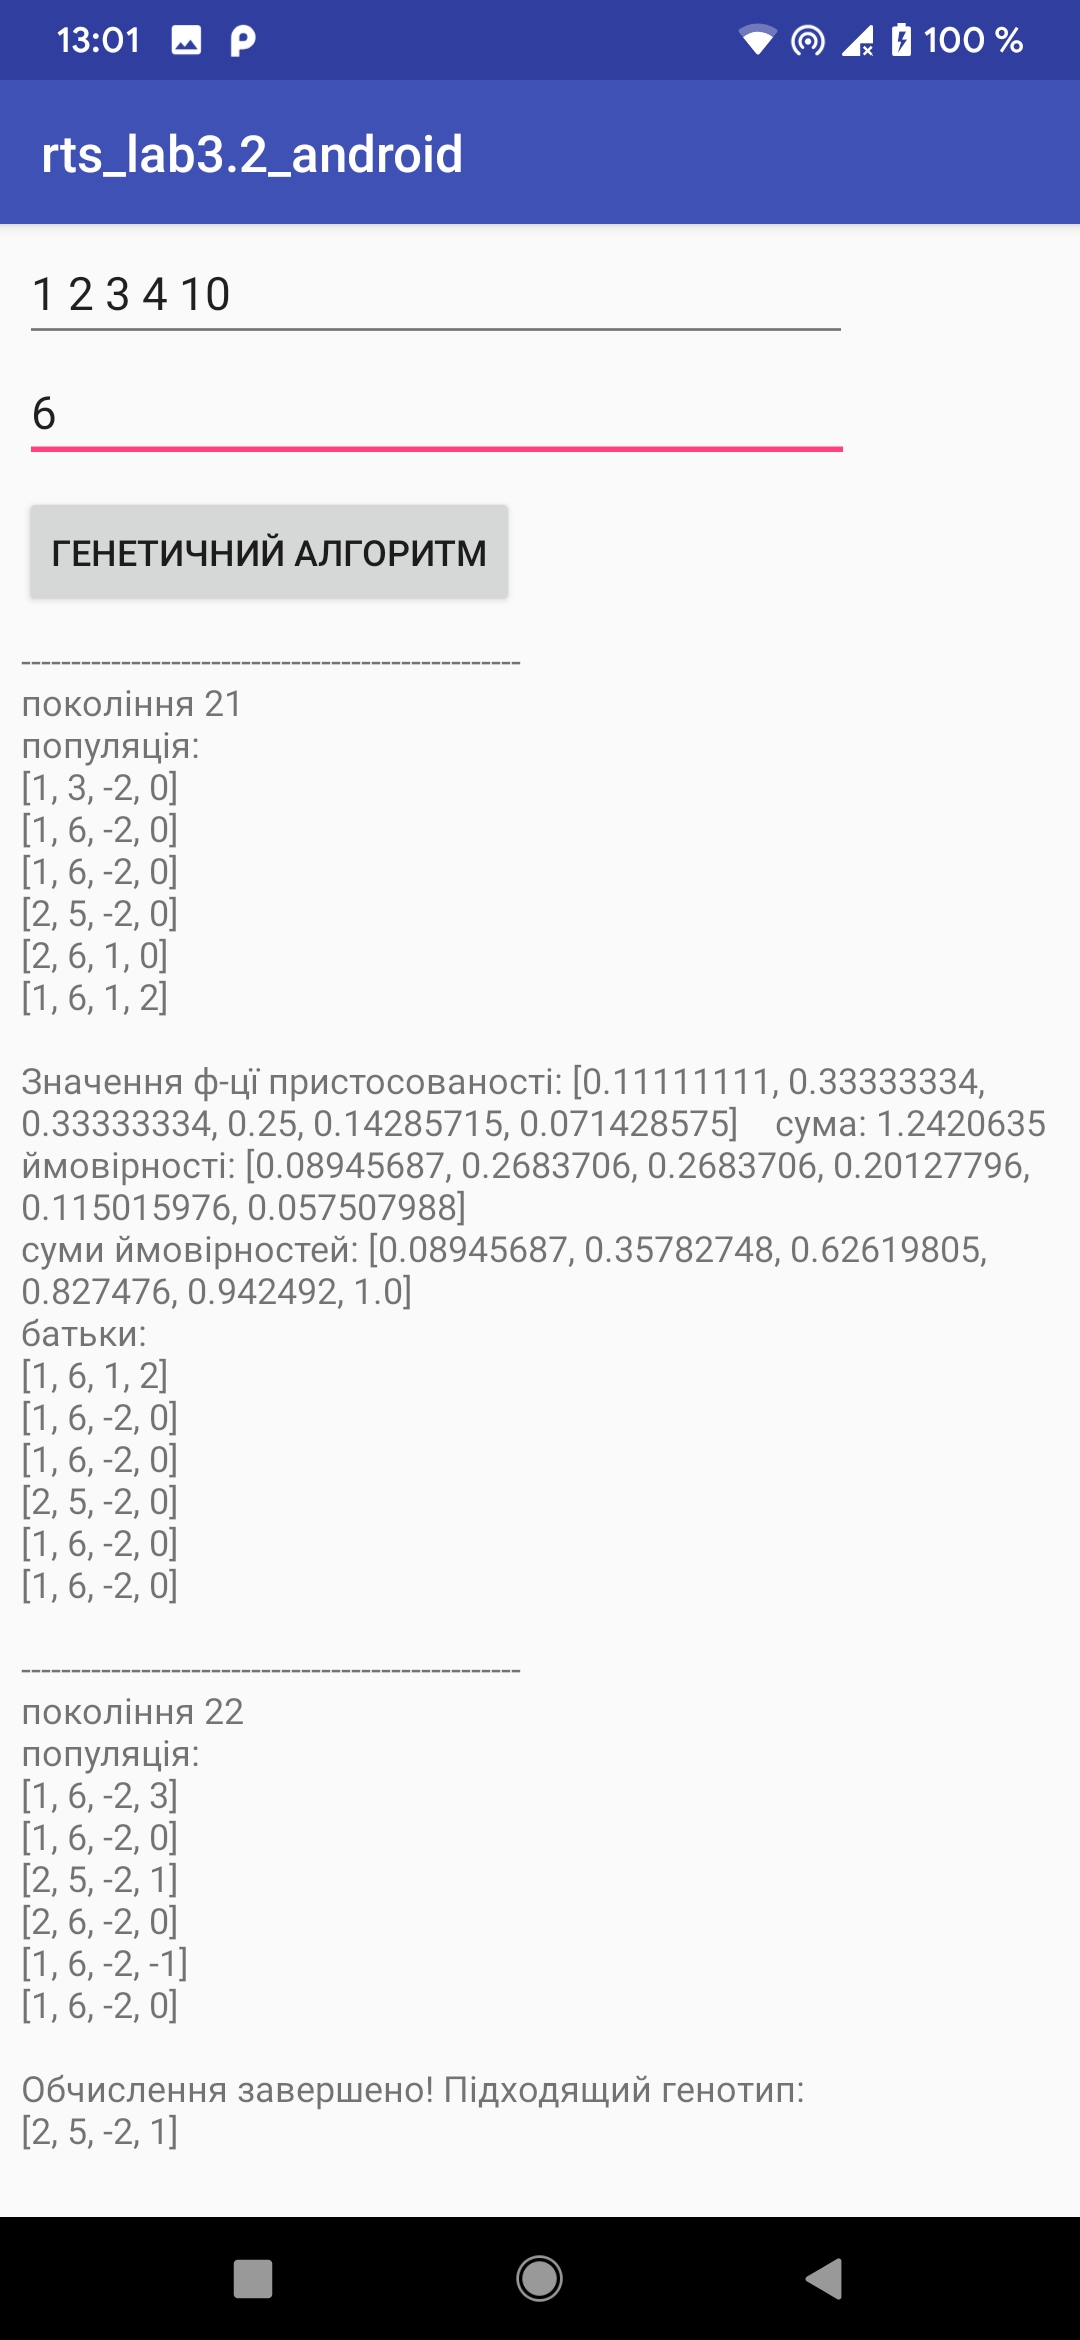 13:01
100 %
rts_lab3.2_android
1 2 3 4 10
6
ГЕНЕТИЧНИЙ АЛГОРИТМ
--------------------------------------------------
покоління 21
популяція:
[1, 3, -2, 0]
[1, 6, -2, 0]
[1, 6, -2, 0]
[2, 5, -2, 0]
[2, 6, 1, 0]
[1, 6, 1, 2]
Значення ф-цї пристосованості: [0.11111111, 0.33333334,
0.33333334, 0.25, 0.14285715, 0.071428575]    сума: 1.2420635
ймовірності: [0.08945687, 0.2683706, 0.2683706, 0.20127796,
0.115015976, 0.057507988]
суми ймовірностей: [0.08945687, 0.35782748, 0.62619805,
0.827476, 0.942492, 1.0]
батьки:
[1, 6, 1, 2]
[1, 6, -2, 0]
[1, 6, -2, 0]
[2, 5, -2, 0]
[1, 6, -2, 0]
[1, 6, -2, 0]
--------------------------------------------------
покоління 22
популяція:
[1, 6, -2, 3]
[1, 6, -2, 0]
[2, 5, -2, 1]
[2, 6, -2, 0]
[1, 6, -2, -1]
[1, 6, -2, 0]
Обчислення завершено! Підходящий генотип:
[2, 5, -2, 1]